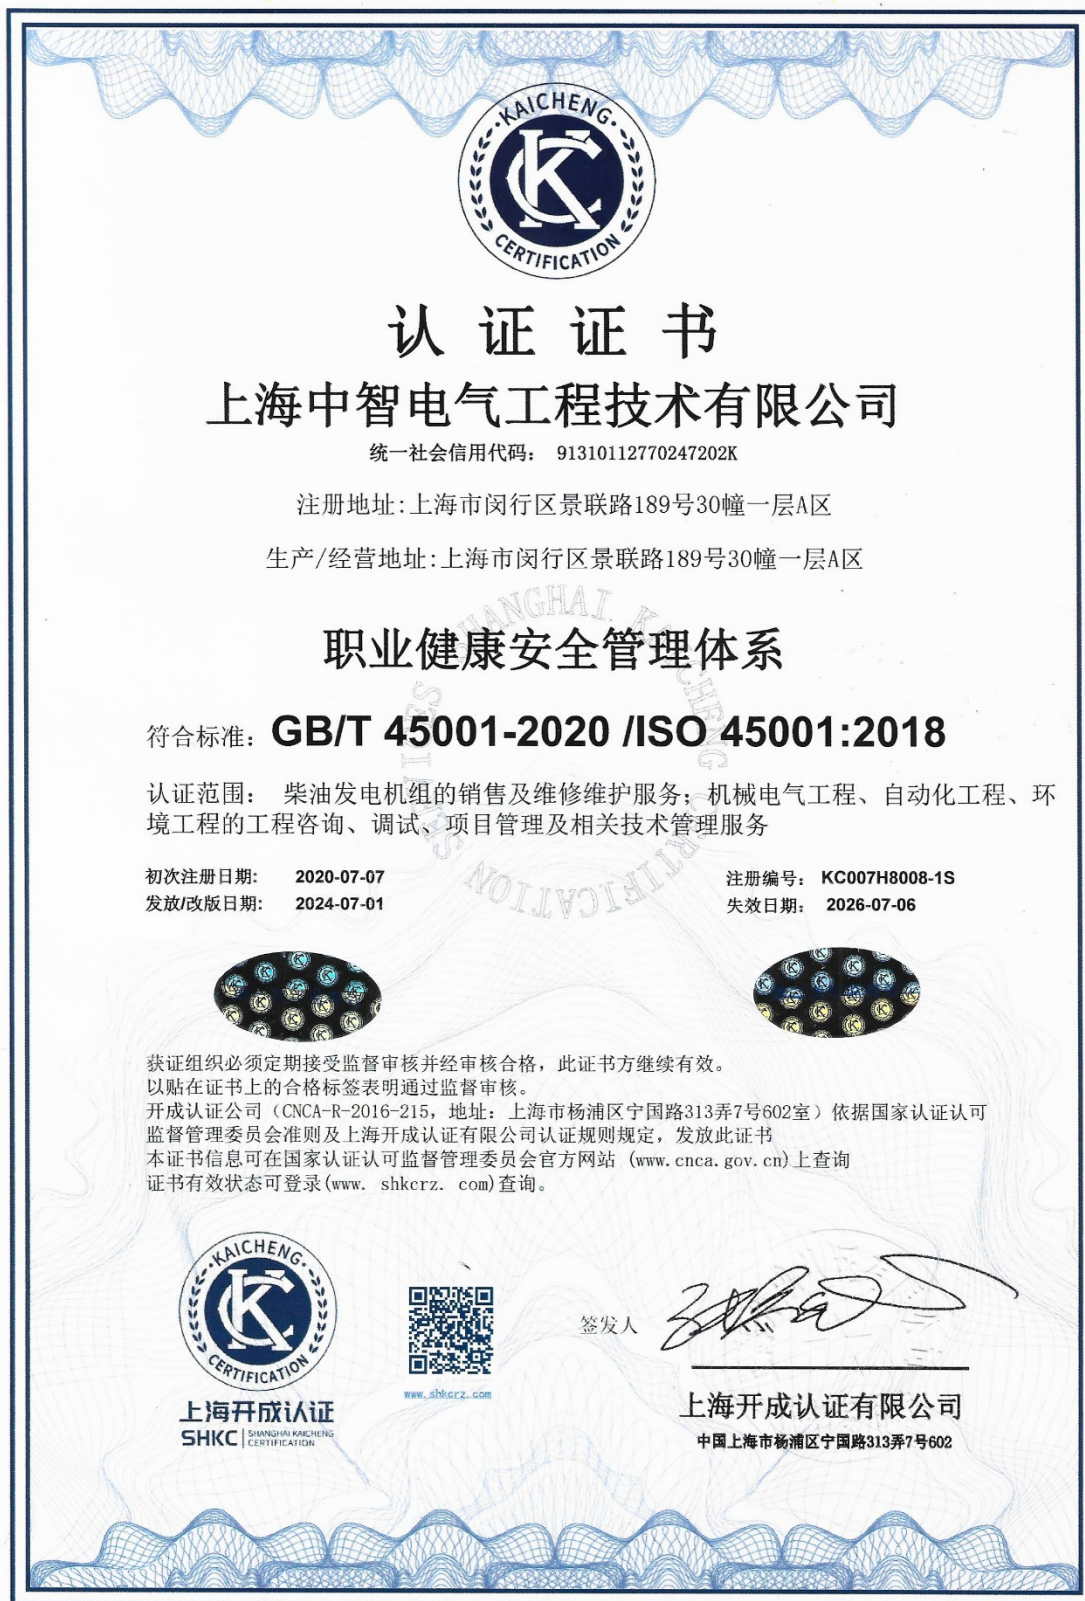 KAICHENG
KC
CERTIFICATION
认证证书
上海中智电气工程技术有限公司
统一社会信用代码： 91310112770247202K
注册地址:上海市闵行区景联路189号30幢一层A区
生产/经营地址:上海市闵行区景联路189号30幢一层A区
SHANGHAI KAICHENG CERTIFICATION SERVICES
职业健康安全管理体系
符合标准：GB/T 45001-2020 /ISO 45001:2018
认证范围： 柴油发电机组的销售及维修维护服务；机械电气工程、自动化工程、环
境工程的工程咨询、调试、项目管理及相关技术管理服务
初次注册日期: 2020-07-07 注册编号： KC007H8008-1S
发放/改版日期: 2024-07-01 失效日期： 2026-07-06
获证组织必须定期接受监督审核并经审核合格，此证书方继续有效。
以贴在证书上的合格标签表明通过监督审核。
开成认证公司（CNCA-R-2016-215，地址：上海市杨浦区宁国路313弄7号602室）依据国家认证认可
监督管理委员会准则及上海开成认证有限公司认证规则规定，发放此证书
本证书信息可在国家认证认可监督管理委员会官方网站 (www.cnca.gov.cn)上查询
证书有效状态可登录(www. shkcrz. com)查询。
KAICHENG
KC
CERTIFICATION
上海开成认证
SHKC SHANGHAI KAICHENG
CERTIFICATION
www.shkcrz.com
签发人
上海开成认证有限公司
中国上海市杨浦区宁国路313弄7号602